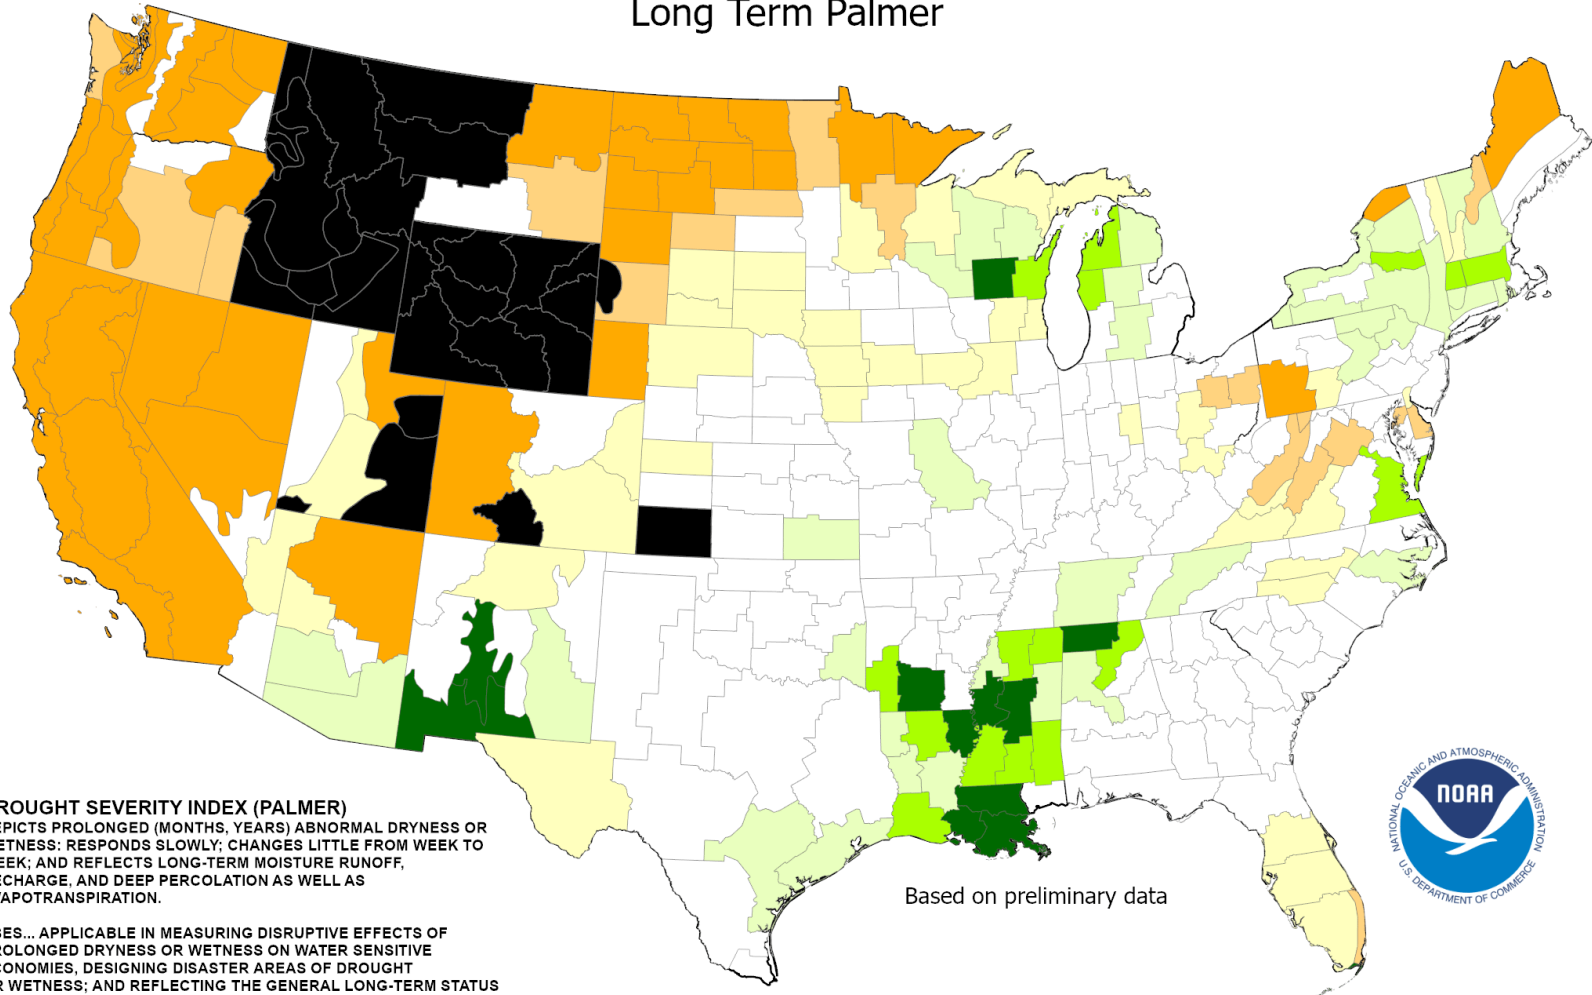 Long Term Palmer
ROUGHT SEVERITY INDEX (PALMER)
EPICTS PROLONGED (MONTHS, YEARS) ABNORMAL DRYNESS OR
ETNESS: RESPONDS SLOWLY; CHANGES LITTLE FROM WEEK TO
EEK; AND REFLECTS LONG-TERM MOISTURE RUNOFF,
ECHARGE, AND DEEP PERCOLATION AS WELL AS
VAPOTRANSPIRATION.
SES... APPLICABLE IN MEASURING DISRUPTIVE EFFECTS OF
ROLONGED DRYNESS OR WETNESS ON WATER SENSITIVE
CONOMIES, DESIGNING DISASTER AREAS OF DROUGHT
R WETNESS; AND REFLECTING THE GENERAL LONG-TERM STATUS
Based on preliminary data
NATIONAL OCEANIC AND ATMOSPHERIC ADMINISTRATION
NOAA
U.S. DEPARTMENT OF COMMERCE